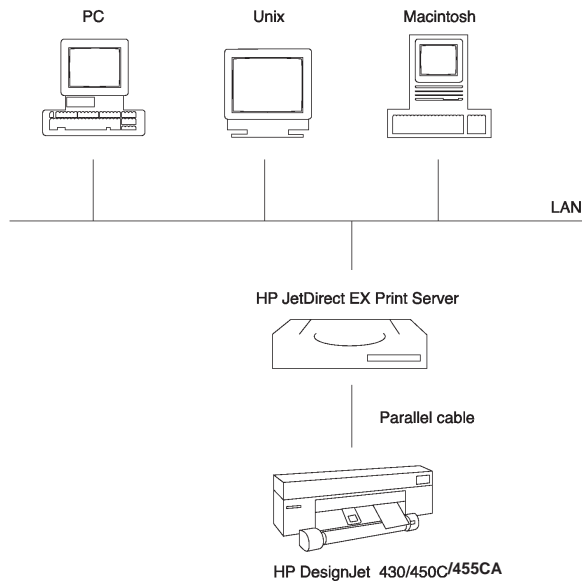 PC Unix Macintosh
LAN
HP JetDirect EX Print Server
Parallel cable
HP DesignJet 430/450C/455CA